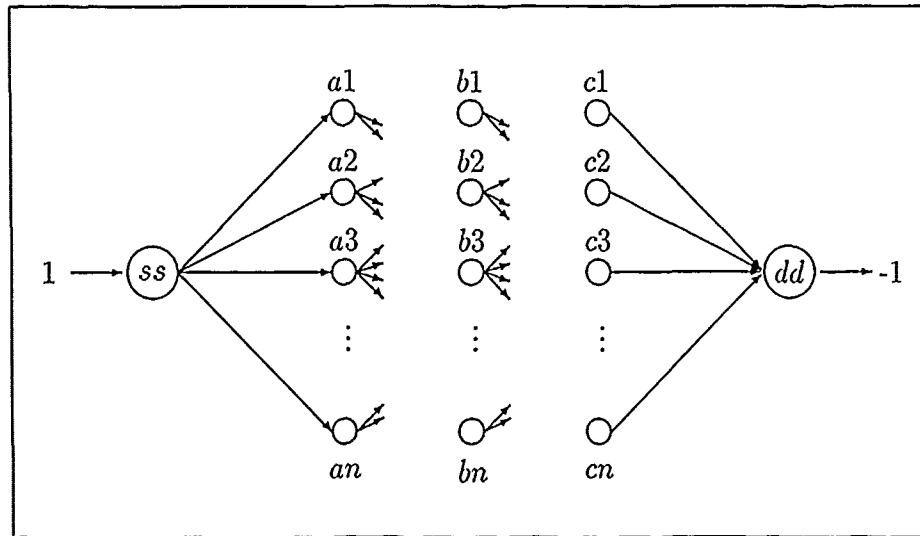 a1 b1 c1
a2 b2 c2
a3 b3 c3
1 ss dd -1
⋮ ⋮ ⋮
an bn cn